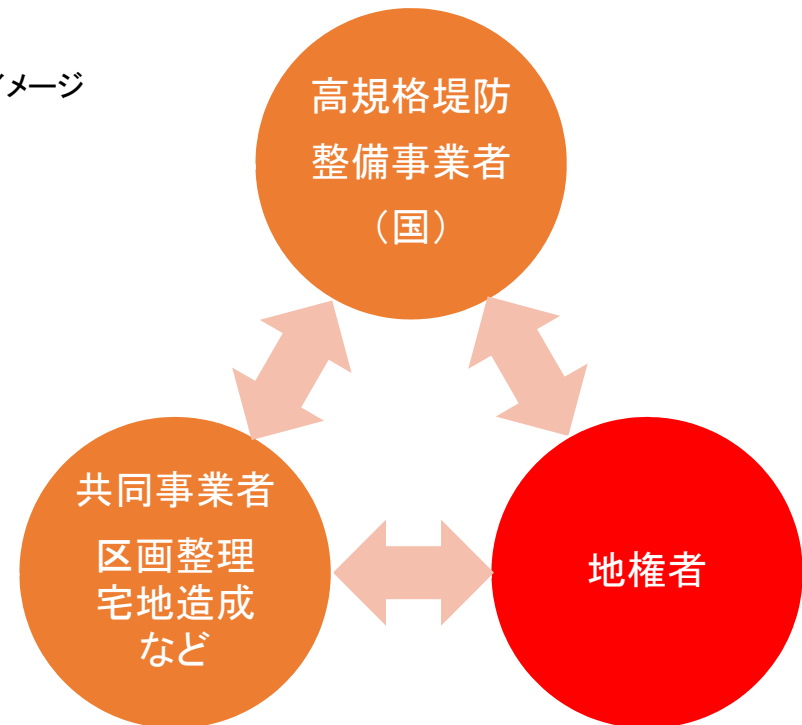 イメージ
高規格堤防
整備事業者
（国）
共同事業者
区画整理
宅地造成
など
地権者